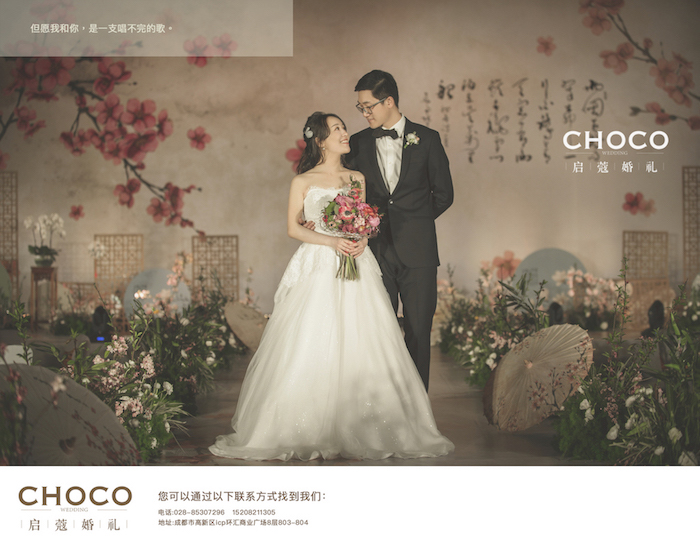 但愿我和你，是一支唱不完的歌。
CHOCO
WEDDING
启蔻婚礼
CHOCO
WEDDING
启蔻婚礼
您可以通过以下联系方式找到我们：
电话:028-85307296 15208211305
地址:成都市高新区icp环汇商业广场8层803-804